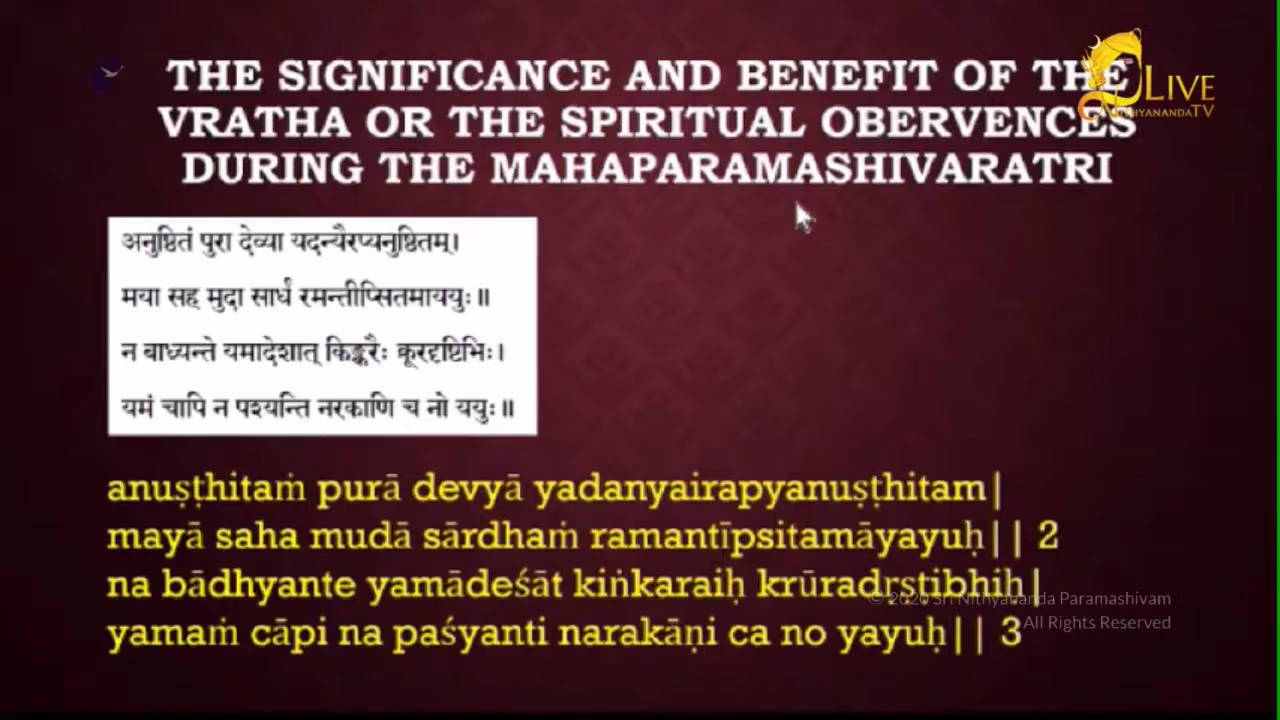 THE SIGNIFICANCE AND BENEFIT OF THE
VRATHA OR THE SPIRITUAL OBERVENCES
DURING THE MAHAPARAMASHIVARATRI
LIVE
NITHYANANDATV
अनुष्ठितं पुरा देव्या यदन्यैरप्यनुष्ठितम्।
मया सह मुदा सार्धं रमन्तीप्सितमाययुः॥
न बाध्यन्ते यमादेशात् किङ्करैः क्रूरदृष्टिभिः।
यमं चापि न पश्यन्ति नरकाणि च नो ययुः॥
anuṣṭhitaṁ purā devyā yadanyairapyanuṣṭhitam|
mayā saha mudā sārdhaṁ ramantīpsitamāyayuḥ|| 2
na bādhyante yamādeśāt kiṅkaraiḥ krūradṛṣṭibhiḥ|
yamaṁ cāpi na paśyanti narakāṇi ca no yayuḥ|| 3
© 2020 Sri Nithyananda Paramashivam
All Rights Reserved